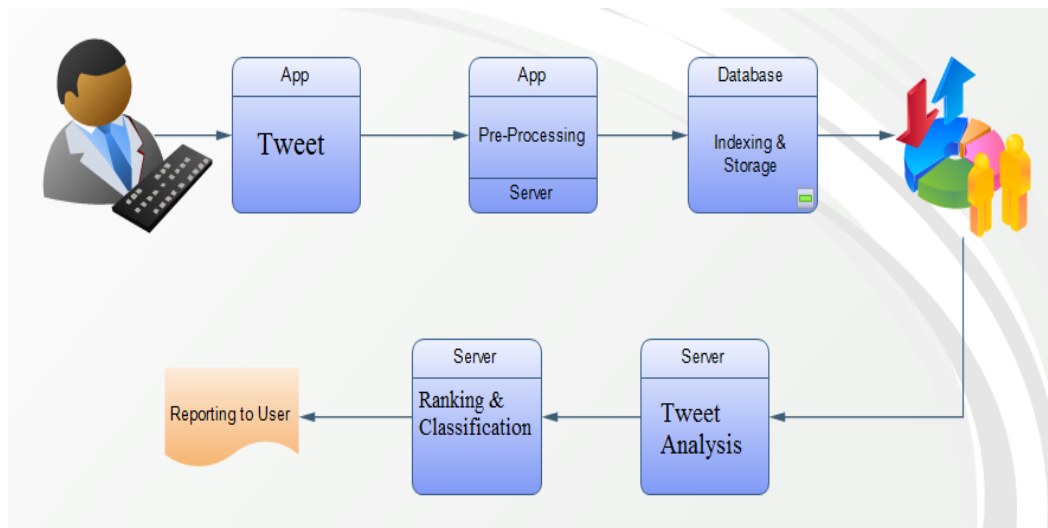 App
Tweet
App
Pre-Processing
Server
Database
Indexing &
Storage
Reporting to User
Server
Ranking &
Classification
Server
Tweet
Analysis